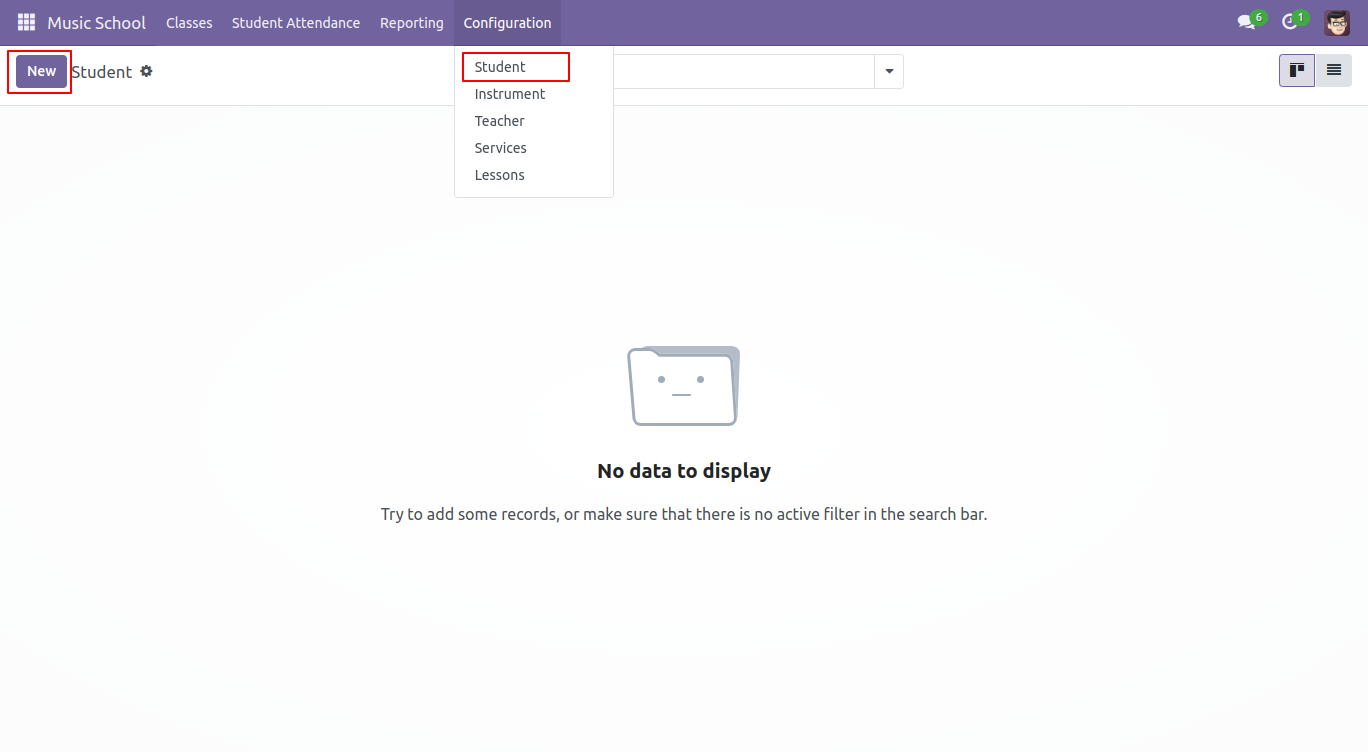 Music School Classes Student Attendance Reporting Configuration 6 1
New Student
Student
Instrument
Teacher
Services
Lessons
No data to display
Try to add some records, or make sure that there is no active filter in the search bar.